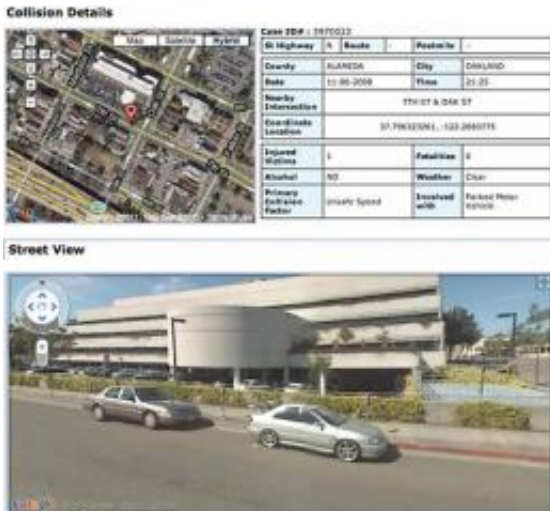 Collision Details
Map Satellite Hybrid
Case ID# :
St Highway N Route - Postmile -
County ALAMEDA City OAKLAND
Date Time 21:25
Nearby Intersection 7TH ST & OAK ST
Coordinate Location
Injured Victims Fatalities 0
Alcohol NO Weather Clear
Primary Collision Factor Unsafe Speed Involved with Parked Motor Vehicle
Street View